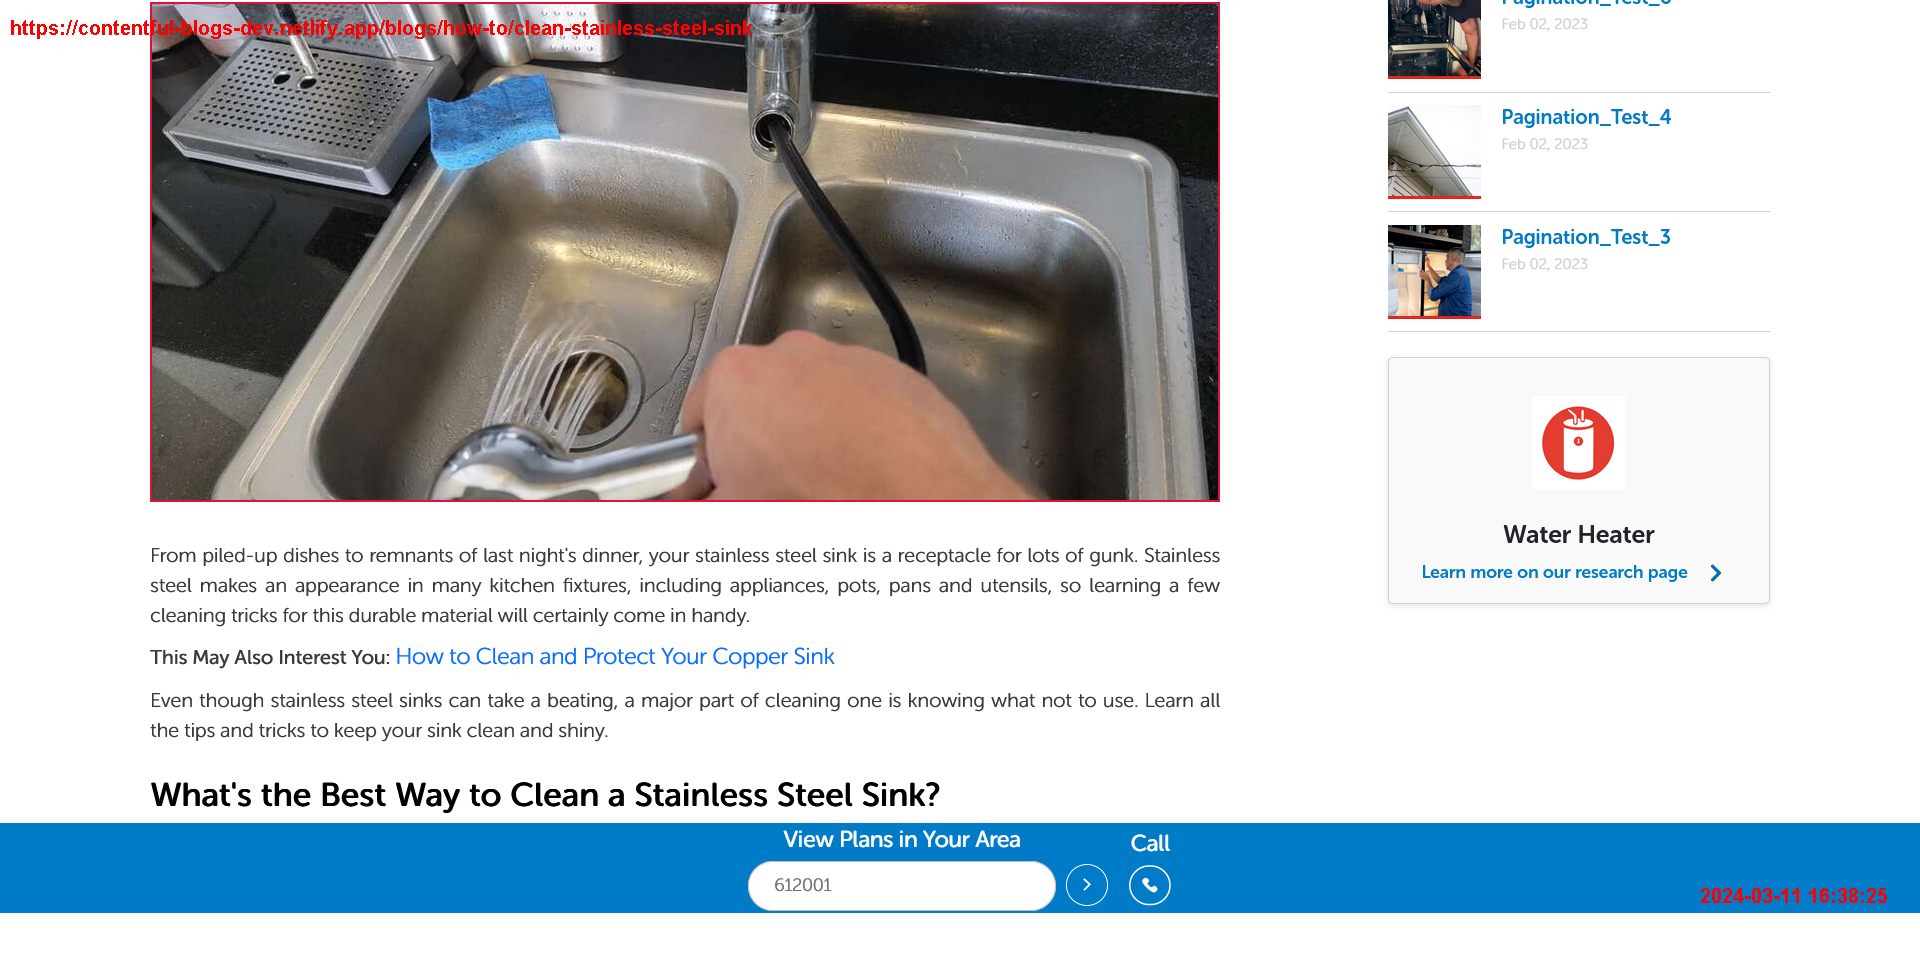 https://contentful-blogs-dev.netlify.app/blogs/how-to/clean-stainless-steel-sink
Feb 02, 2023
Pagination_Test_4
Feb 02, 2023
Pagination_Test_3
Feb 02, 2023
Water Heater
Learn more on our research page
From piled-up dishes to remnants of last night's dinner, your stainless steel sink is a receptacle for lots of gunk. Stainless
steel makes an appearance in many kitchen fixtures, including appliances, pots, pans and utensils, so learning a few
cleaning tricks for this durable material will certainly come in handy.
This May Also Interest You: How to Clean and Protect Your Copper Sink
Even though stainless steel sinks can take a beating, a major part of cleaning one is knowing what not to use. Learn all
the tips and tricks to keep your sink clean and shiny.
What's the Best Way to Clean a Stainless Steel Sink?
View Plans in Your Area
Call
612001
2024-03-11 16:38:25